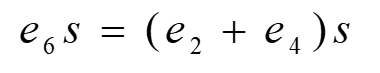 e₆s = (e₂ + e₄)s